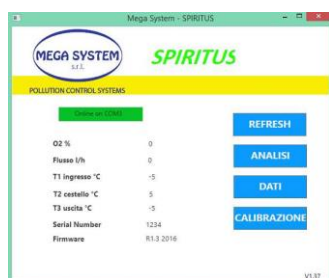 Mega System - SPIRITUS
MEGA SYSTEM
s.r.l.
SPIRITUS
POLLUTION CONTROL SYSTEMS
Online on COM3
REFRESH
O2 % 0
Flusso l/h 0
ANALISI
T1 ingresso °C -5
T2 cestello °C 5
DATI
T3 uscita °C -5
Serial Number 1234
CALIBRAZIONE
Firmware R1.3 2016
V1.37